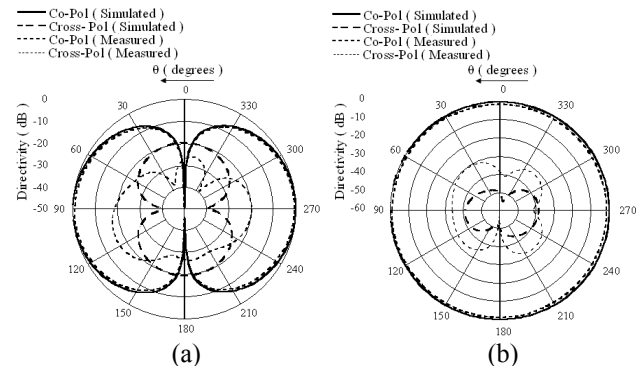 Co-Pol ( Simulated )
Cross- Pol ( Simulated )
Co-Pol ( Measured )
Cross-Pol ( Measured )
θ ( degrees )
0
30
330
60
300
90
270
120
240
150
210
180
Directivity ( dB )
0
-10
-20
-30
-40
-50
(a)
Co-Pol ( Simulated )
Cross-Pol ( Simulated )
Co-Pol ( Measured )
Cross-Pol ( Measured )
θ ( degrees )
0
30
330
60
300
90
270
120
240
150
210
180
Directivity ( dB )
0
-10
-20
-30
-40
-50
-60
(b)